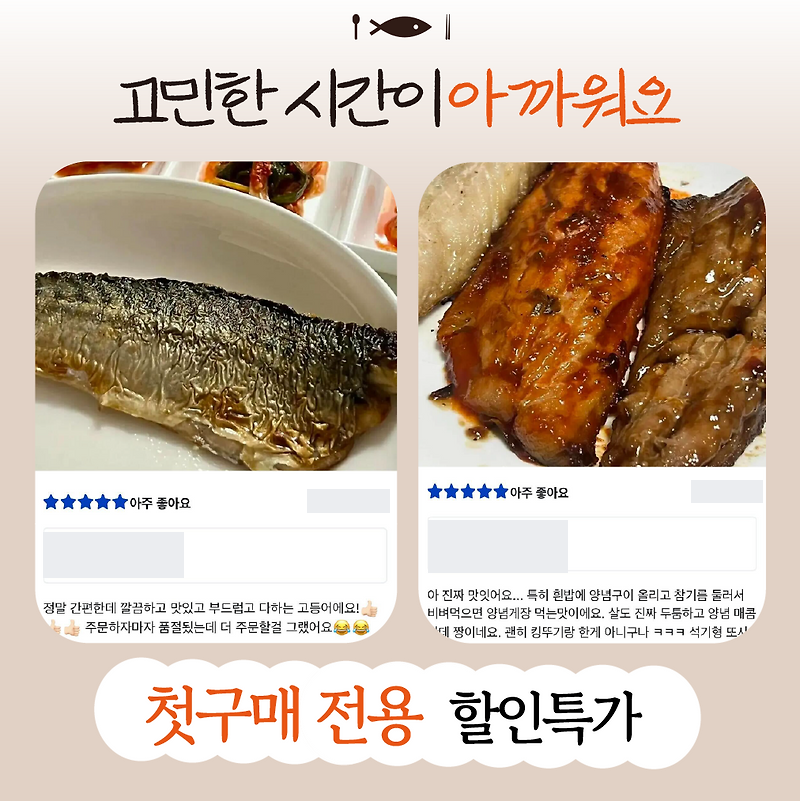 고민한 시간이 아까워요
★★★★★아주 좋아요
정말 간편한데 깔끔하고 맛있고 부드럽고 다하는 고등어에요!👍🏻
👍🏻👍🏻 주문하자마자 품절됐는데 더 주문할걸 그랬어요😂😂
★★★★★아주 좋아요
아 진짜 맛잇어요... 특히 흰밥에 양념구이 올리고 참기름 둘러서
비벼먹으면 양념게장 먹는맛이에요. 살도 진짜 두툼하고 양념 매콤
한데 짱이네요. 괜히 킹뚜기랑 한게 아니구나 ㅋㅋㅋ 석기형 또사
첫구매 전용 할인특가